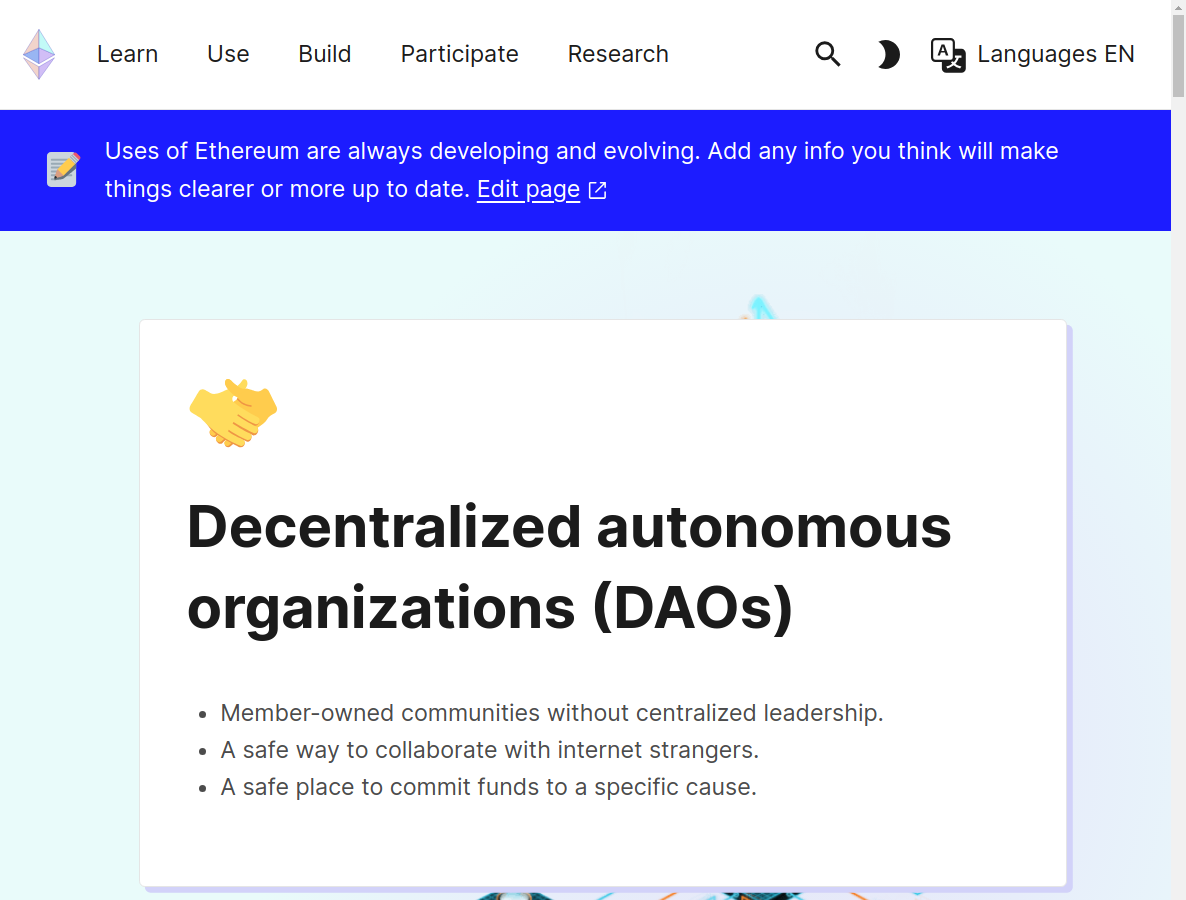 Learn Use Build Participate Research Languages EN
Uses of Ethereum are always developing and evolving. Add any info you think will make
things clearer or more up to date. Edit page
Decentralized autonomous
organizations (DAOs)
• Member-owned communities without centralized leadership.
• A safe way to collaborate with internet strangers.
• A safe place to commit funds to a specific cause.